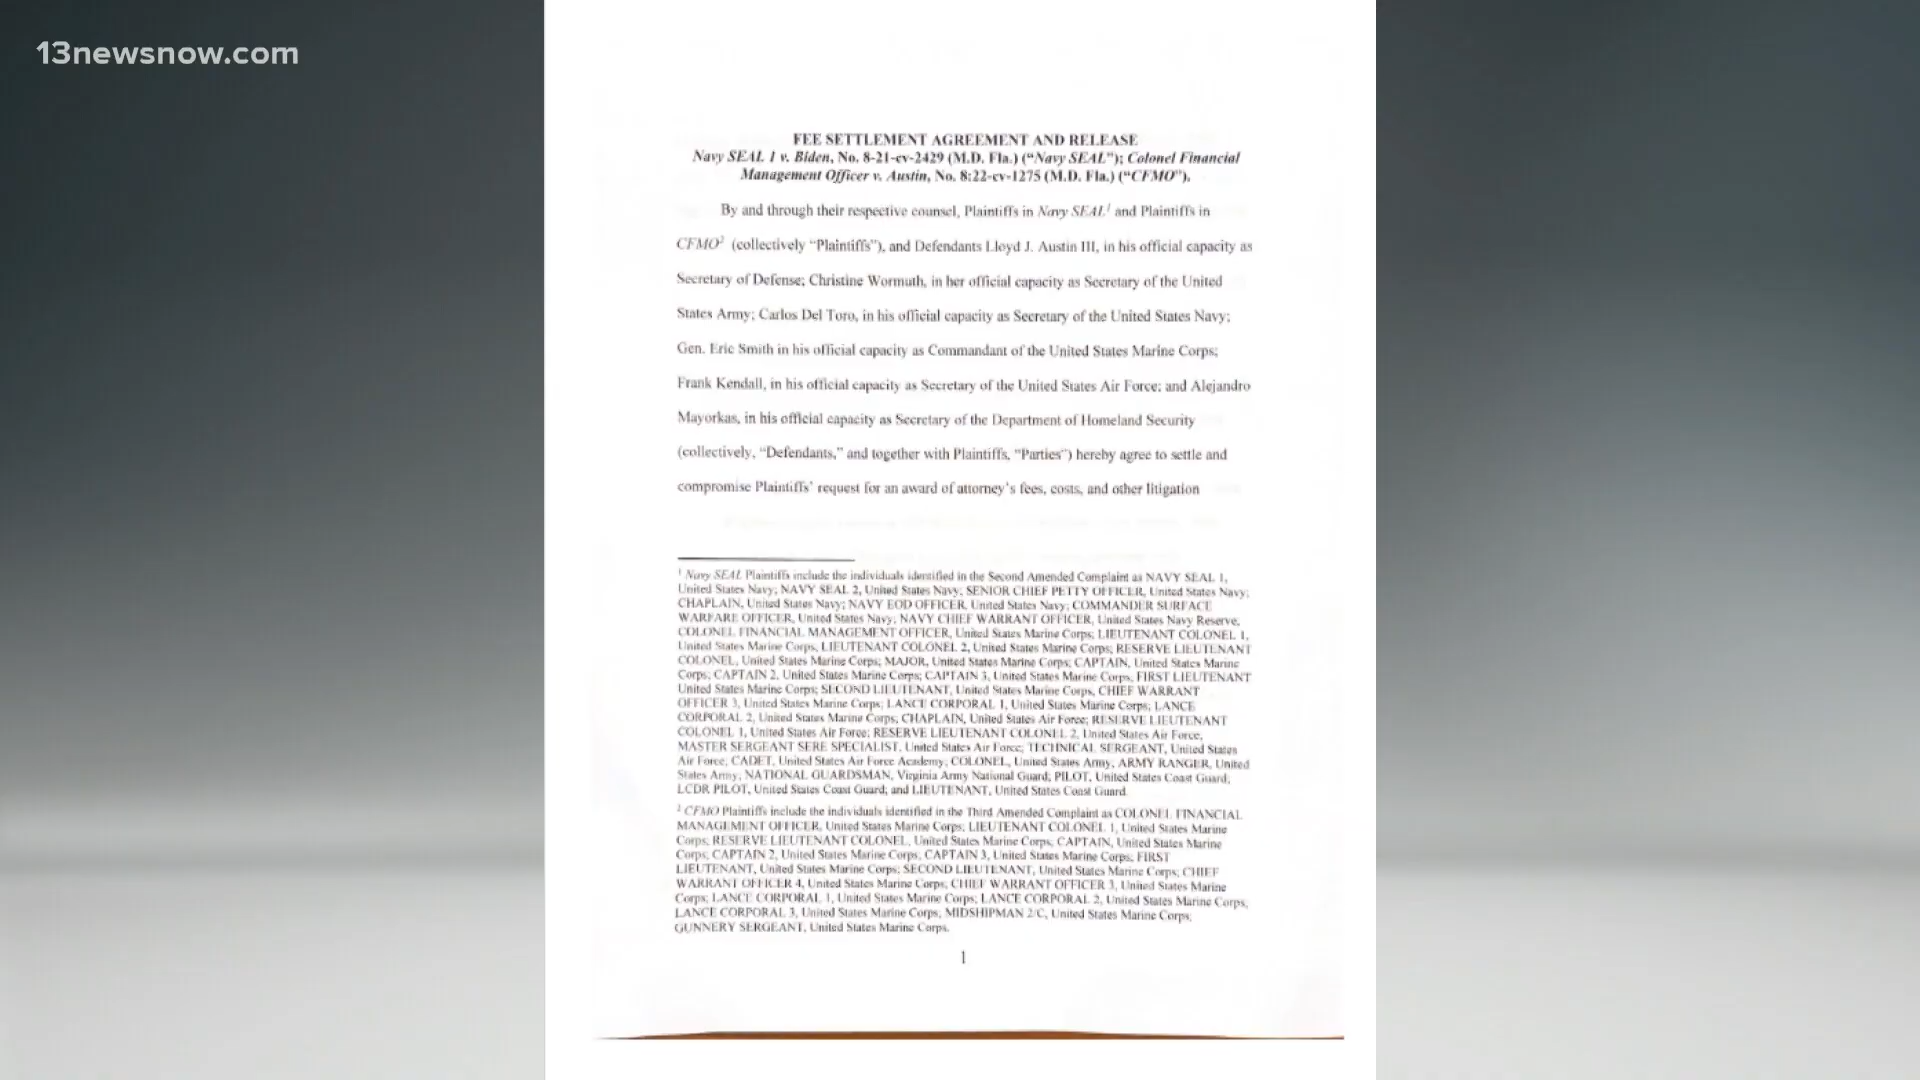 13newsnow.com
FEE SETTLEMENT AGREEMENT AND RELEASE
Navy SEAL 1 v. Biden, No. 8-21-cv-2429 (M.D. Fla.) (“Navy SEAL”); Colonel Financial
Management Officer v. Austin, No. 8:22-cv-1275 (M.D. Fla.) (“CFMO”).
By and through their respective counsel, Plaintiffs in Navy SEAL¹ and Plaintiffs in
CFMO² (collectively “Plaintiffs”), and Defendants Lloyd J. Austin III, in his official capacity as
Secretary of Defense; Christine Wormuth, in her official capacity as Secretary of the United
States Army; Carlos Del Toro, in his official capacity as Secretary of the United States Navy;
Gen. Eric Smith in his official capacity as Commandant of the United States Marine Corps;
Frank Kendall, in his official capacity as Secretary of the United States Air Force; and Alejandro
Mayorkas, in his official capacity as Secretary of the Department of Homeland Security
(collectively, “Defendants,” and together with Plaintiffs, “Parties”) hereby agree to settle and
compromise Plaintiffs’ request for an award of attorney’s fees, costs, and other litigation
¹ Navy SEAL Plaintiffs include the individuals identified in the Second Amended Complaint as NAVY SEAL 1,
United States Navy; NAVY SEAL 2, United States Navy; SENIOR CHIEF PETTY OFFICER, United States Navy;
CHAPLAIN, United States Navy; NAVY EOD OFFICER, United States Navy; COMMANDER SURFACE
WARFARE OFFICER, United States Navy; NAVY CHIEF WARRANT OFFICER, United States Navy Reserve,
COLONEL FINANCIAL MANAGEMENT OFFICER, United States Marine Corps; LIEUTENANT COLONEL 1,
United States Marine Corps, LIEUTENANT COLONEL 2, United States Marine Corps; RESERVE LIEUTENANT
COLONEL, United States Marine Corps; MAJOR, United States Marine Corps; CAPTAIN, United States Marine
Corps; CAPTAIN 2, United States Marine Corps; CAPTAIN 3, United States Marine Corps, FIRST LIEUTENANT
United States Marine Corps; SECOND LIEUTENANT, United States Marine Corps, CHIEF WARRANT
OFFICER 3, United States Marine Corps; LANCE CORPORAL 1, United States Marine Corps; LANCE
CORPORAL 2, United States Marine Corps, CHAPLAIN, United States Air Force; RESERVE LIEUTENANT
COLONEL 1, United States Air Force; RESERVE LIEUTENANT COLONEL 2, United States Air Force,
MASTER SERGEANT SERE SPECIALIST, United States Air Force; TECHNICAL SERGEANT, United States
Air Force, CADET, United States Air Force Academy; COLONEL, United States Army, ARMY RANGER, United
States Army; NATIONAL GUARDSMAN, Virginia Army National Guard; PILOT, United States Coast Guard;
LCDR PILOT, United States Coast Guard; and LIEUTENANT, United States Coast Guard.
² CFMO Plaintiffs include the individuals identified in the Third Amended Complaint as COLONEL FINANCIAL
MANAGEMENT OFFICER, United States Marine Corps; LIEUTENANT COLONEL 1, United States Marine
Corps; RESERVE LIEUTENANT COLONEL, United States Marine Corps; CAPTAIN, United States Marine
Corps; CAPTAIN 2, United States Marine Corps; CAPTAIN 3, United States Marine Corps; FIRST
LIEUTENANT, United States Marine Corps; SECOND LIEUTENANT, United States Marine Corps; CHIEF
WARRANT OFFICER 4, United States Marine Corps; CHIEF WARRANT OFFICER 3, United States Marine
Corps; LANCE CORPORAL 1, United States Marine Corps; LANCE CORPORAL 2, United States Marine Corps,
LANCE CORPORAL 3, United States Marine Corps; MIDSHIPMAN 2/C, United States Marine Corps;
GUNNERY SERGEANT, United States Marine Corps.
1